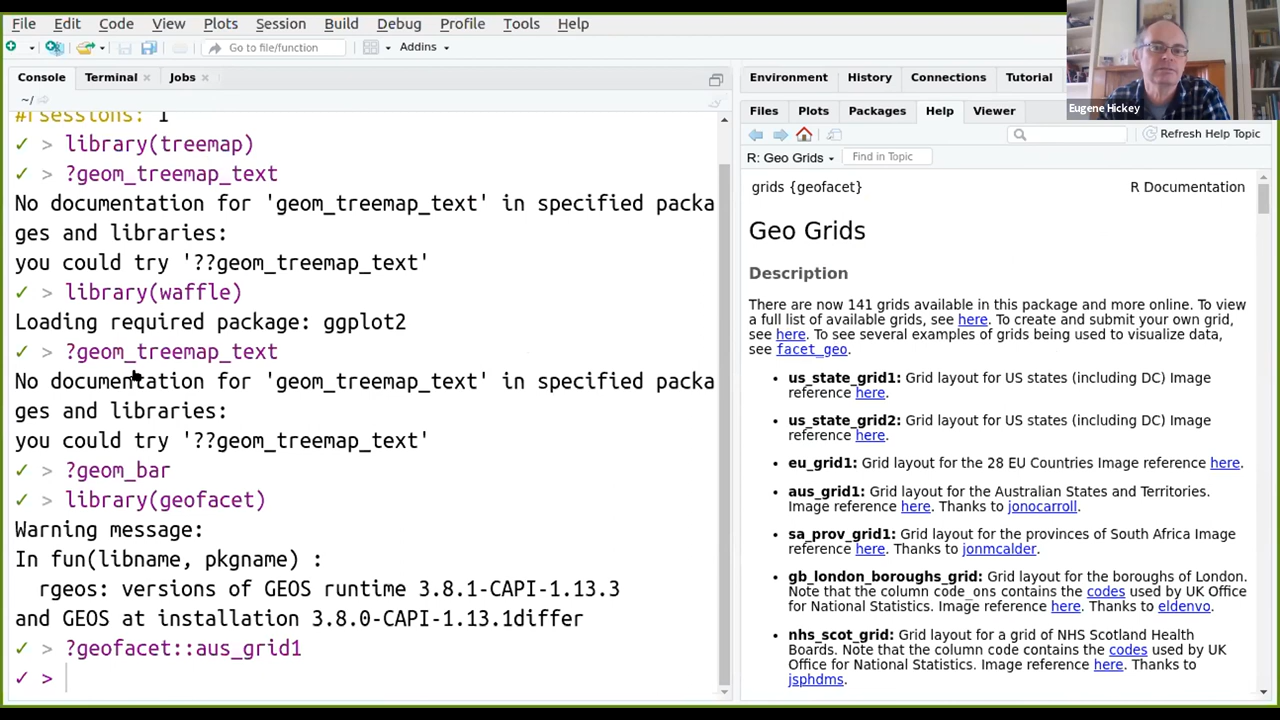 File Edit Code View Plots Session Build Debug Profile Tools Help
Go to file/function Addins
Console Terminal Jobs
~/
#rsessions: 1
✓ > library(treemap)
✓ > ?geom_treemap_text
No documentation for 'geom_treemap_text' in specified packa
ges and libraries:
you could try '??geom_treemap_text'
✓ > library(waffle)
Loading required package: ggplot2
✓ > ?geom_treemap_text
No documentation for 'geom_treemap_text' in specified packa
ges and libraries:
you could try '??geom_treemap_text'
✓ > ?geom_bar
✓ > library(geofacet)
Warning message:
In fun(libname, pkgname) :
rgeos: versions of GEOS runtime 3.8.1-CAPI-1.13.3
and GEOS at installation 3.8.0-CAPI-1.13.1differ
✓ > ?geofacet::aus_grid1
✓ >
Environment History Connections Tutorial
Eugene Hickey
Files Plots Packages Help Viewer
Refresh Help Topic
R: Geo Grids Find in Topic
grids {geofacet} R Documentation
Geo Grids
Description
There are now 141 grids available in this package and more online. To view
a full list of available grids, see here. To create and submit your own grid,
see here. To see several examples of grids being used to visualize data,
see facet_geo.
• us_state_grid1: Grid layout for US states (including DC) Image
reference here.
• us_state_grid2: Grid layout for US states (including DC) Image
reference here.
• eu_grid1: Grid layout for the 28 EU Countries Image reference here.
• aus_grid1: Grid layout for the Australian States and Territories.
Image reference here. Thanks to jonocarroll.
• sa_prov_grid1: Grid layout for the provinces of South Africa Image
reference here. Thanks to jonmcalder.
• gb_london_boroughs_grid: Grid layout for the boroughs of London.
Note that the column code_ons contains the codes used by UK Office
for National Statistics. Image reference here. Thanks to eldenvo.
• nhs_scot_grid: Grid layout for a grid of NHS Scotland Health
Boards. Note that the column code contains the codes used by UK
Office for National Statistics. Image reference here. Thanks to
jsphdms.